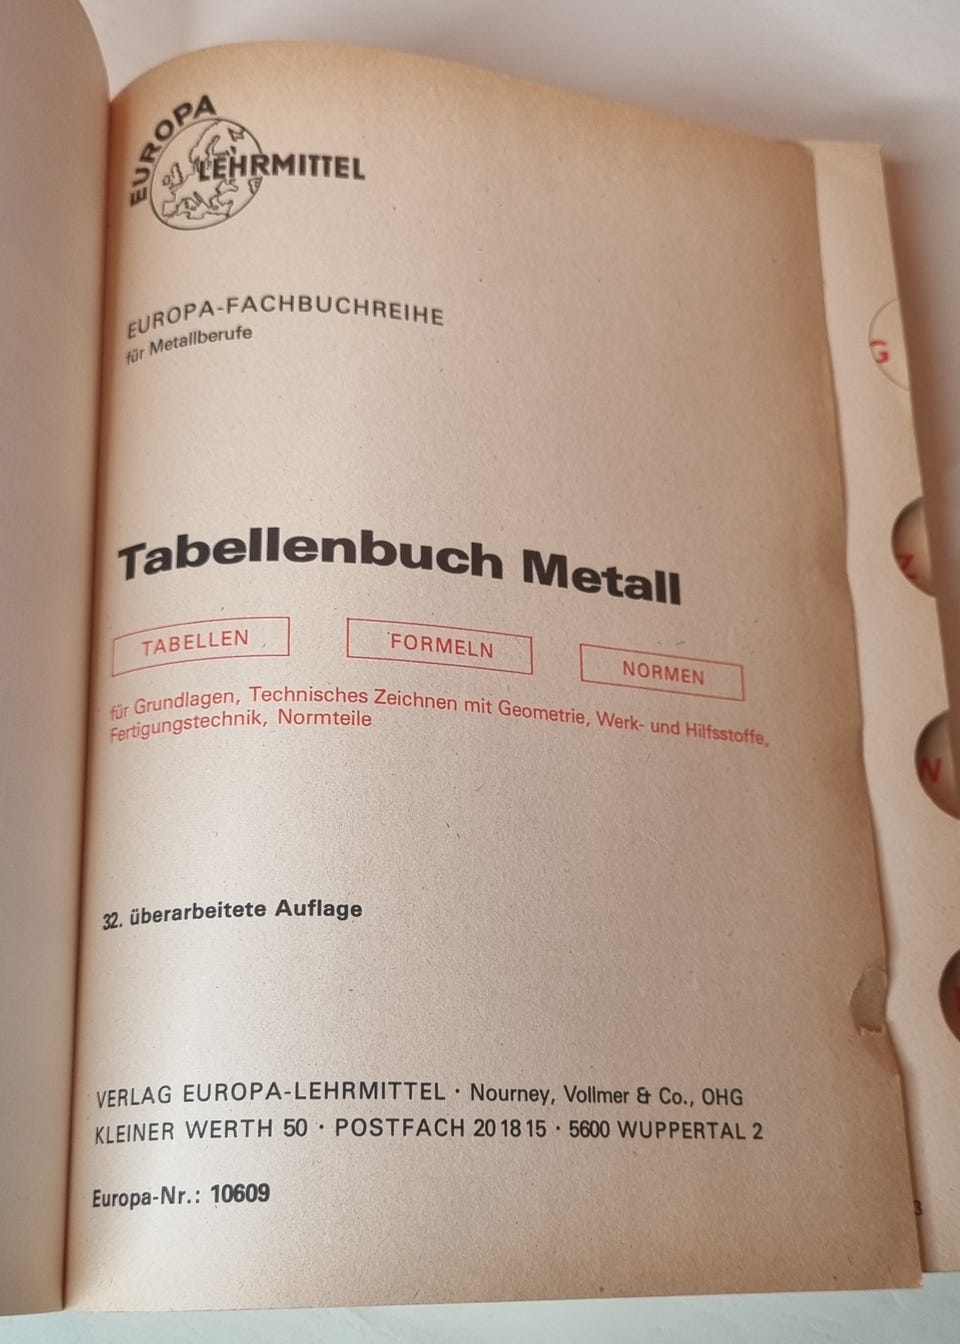 EUROPA
LEHRMITTEL
EUROPA-FACHBUCHREIHE
für Metallberufe
Tabellenbuch Metall
TABELLEN FORMELN NORMEN
für Grundlagen, Technisches Zeichnen mit Geometrie, Werk- und Hilfsstoffe,
Fertigungstechnik, Normteile
32. überarbeitete Auflage
VERLAG EUROPA-LEHRMITTEL · Nourney, Vollmer & Co., OHG
KLEINER WERTH 50 · POSTFACH 20 18 15 · 5600 WUPPERTAL 2
Europa-Nr.: 10609
G
N
3